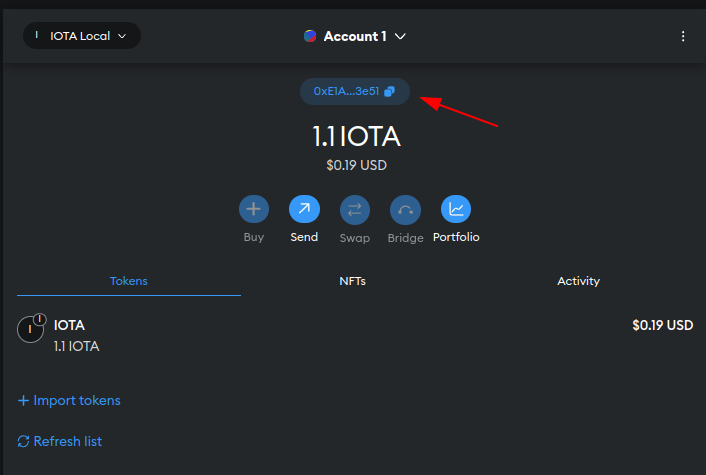 I IOTA Local
Account 1
0xE1A...3e51
1.1 IOTA
$0.19 USD
Buy Send Swap Bridge Portfolio
Tokens NFTs Activity
I I IOTA $0.19 USD
1.1 IOTA
Import tokens
Refresh list